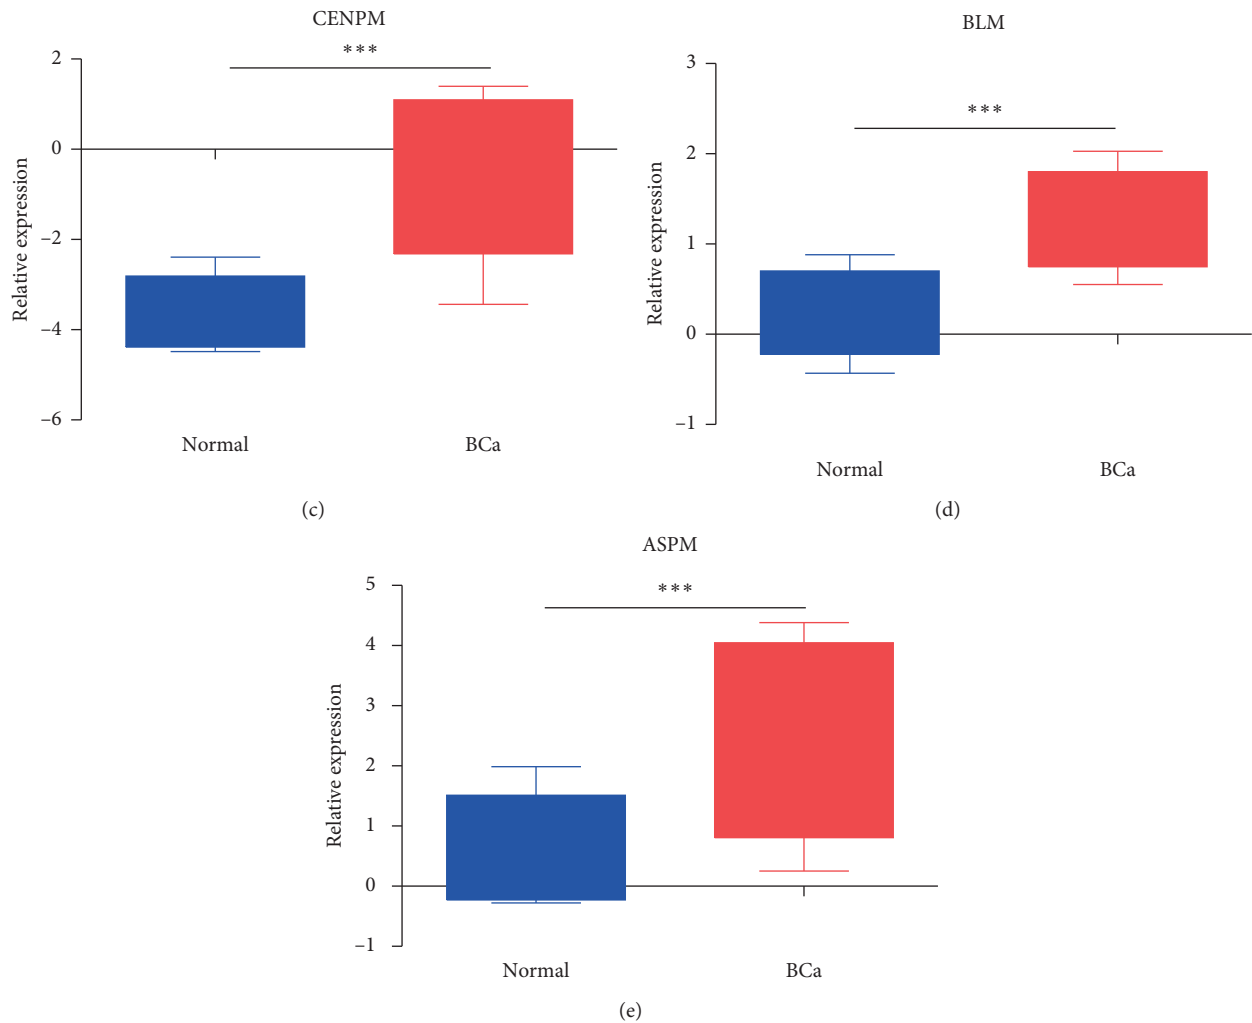 CENPM
***
2
0
−2
−4
−6
Relative expression
Normal
BCa
(c)
BLM
***
3
2
1
0
−1
Relative expression
Normal
BCa
(d)
ASPM
***
5
4
3
2
1
0
−1
Relative expression
Normal
BCa
(e)